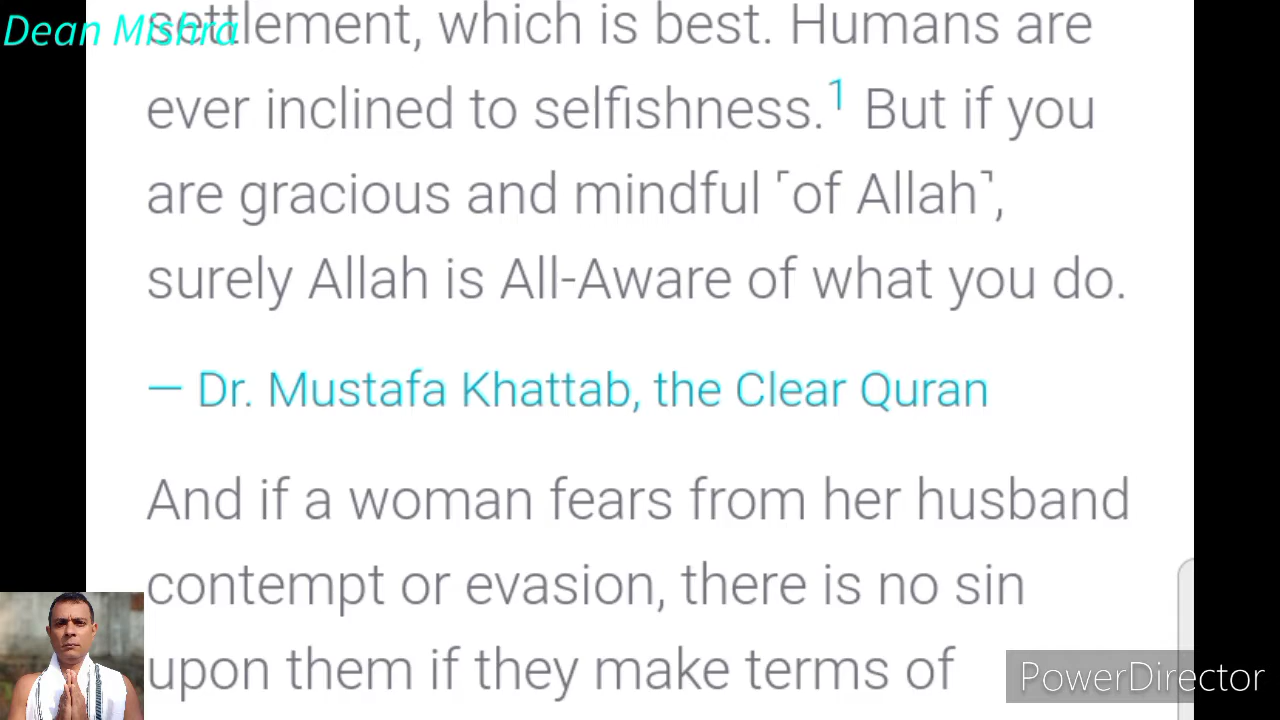 Dean Mishra
settlement, which is best. Humans are
ever inclined to selfishness.¹ But if you
are gracious and mindful ˹of Allah˺,
surely Allah is All-Aware of what you do.
— Dr. Mustafa Khattab, the Clear Quran
And if a woman fears from her husband
contempt or evasion, there is no sin
upon them if they make terms of
PowerDirector